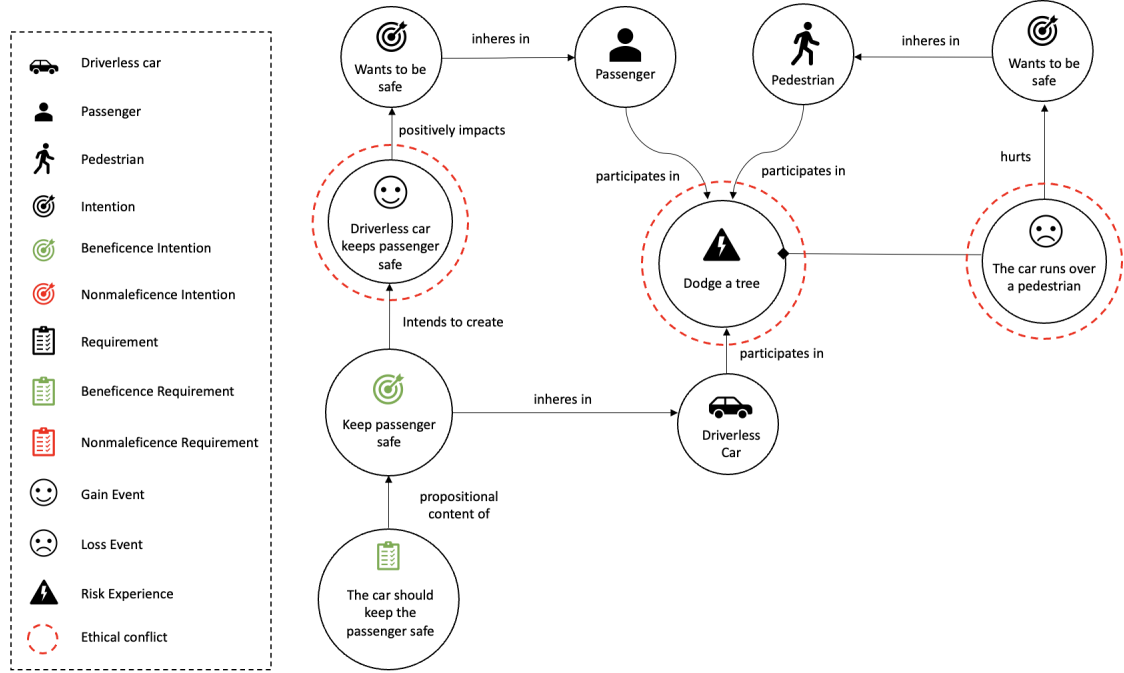 Driverless car
Passenger
Pedestrian
Intention
Beneficence Intention
Nonmaleficence Intention
Requirement
Beneficence Requirement
Nonmaleficence Requirement
Gain Event
Loss Event
Risk Experience
Ethical conflict
Wants to be
safe
inheres in
Passenger
Pedestrian
inheres in
Wants to be
safe
positively impacts
participates in
participates in
hurts
Driverless car
keeps passenger
safe
Dodge a tree
The car runs over
a pedestrian
Intends to create
participates in
Keep passenger
safe
inheres in
Driverless
Car
propositional
content of
The car should
keep the
passenger safe